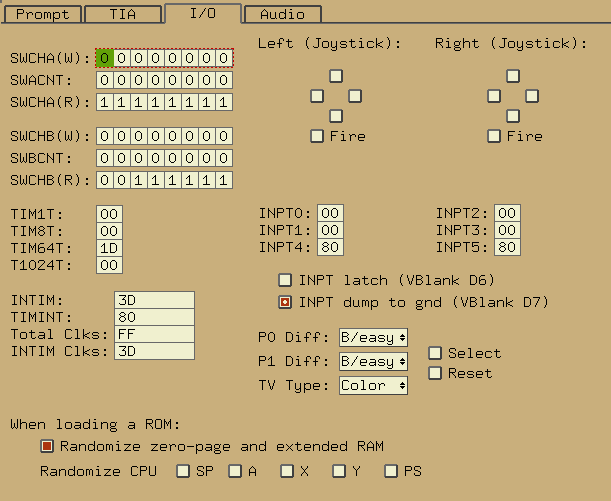 Prompt TIA I/O Audio
Left (Joystick): Right (Joystick):
SWCHA(W): 0 0 0 0 0 0 0 0
SWACNT: 0 0 0 0 0 0 0 0
SWCHA(R): 1 1 1 1 1 1 1 1
Fire Fire
SWCHB(W): 0 0 0 0 0 0 0 0
SWBCNT: 0 0 0 0 0 0 0 0
SWCHB(R): 0 0 1 1 1 1 1 1
TIM1T: 00 INPT0: 00 INPT2: 00
TIM8T: 00 INPT1: 00 INPT3: 00
TIM64T: 1D INPT4: 80 INPT5: 80
T1024T: 00
INPT latch (VBlank D6)
INPT dump to gnd (VBlank D7)
INTIM: 3D
TIMINT: 80
Total Clks: FF
INTIM Clks: 3D
P0 Diff: B/easy
P1 Diff: B/easy
TV Type: Color
Select
Reset
When loading a ROM:
Randomize zero-page and extended RAM
Randomize CPU SP A X Y PS